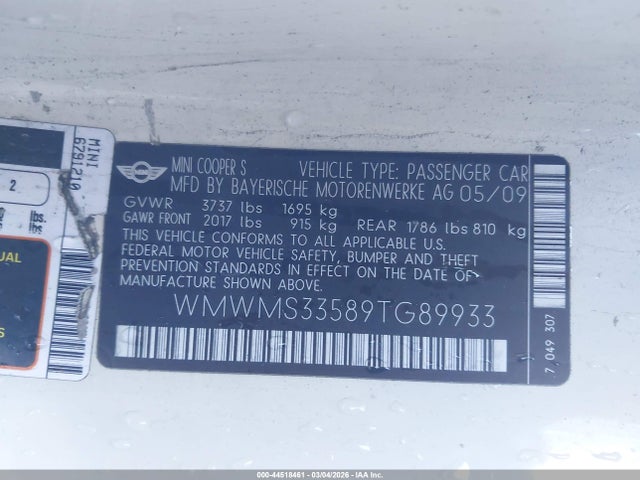 MINI COOPER S VEHICLE TYPE: PASSENGER CAR
MFD BY BAYERISCHE MOTORENWERKE AG 05/09
GVWR 3737 lbs 1695 kg
GAWR FRONT 2017 lbs 915 kg REAR 1786 lbs 810 kg
THIS VEHICLE CONFORMS TO ALL APPLICABLE U.S.
FEDERAL MOTOR VEHICLE SAFETY, BUMPER AND THEFT
PREVENTION STANDARDS IN EFFECT ON THE DATE OF
MANUFACTURE SHOWN ABOVE.
WMWMS33589TG89933
7 049 307
MINI
6791210
2
lbs.
lbs.
000-44518461 - 03/04/2026 - IAA Inc.